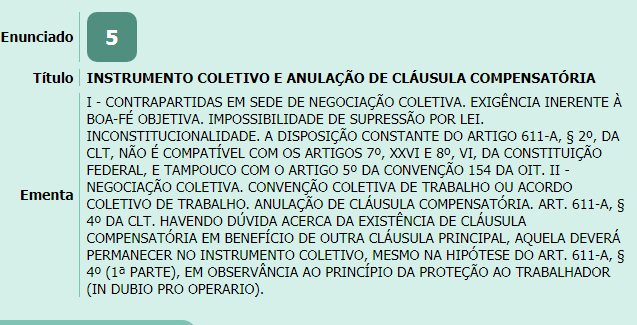 Enunciado 5
Título INSTRUMENTO COLETIVO E ANULAÇÃO DE CLÁUSULA COMPENSATÓRIA
I - CONTRAPARTIDAS EM SEDE DE NEGOCIAÇÃO COLETIVA. EXIGÊNCIA INERENTE À
BOA-FÉ OBJETIVA. IMPOSSIBILIDADE DE SUPRESSÃO POR LEI.
INCONSTITUCIONALIDADE. A DISPOSIÇÃO CONSTANTE DO ARTIGO 611-A, § 2º, DA
CLT, NÃO É COMPATÍVEL COM OS ARTIGOS 7º, XXVI E 8º, VI, DA CONSTITUIÇÃO
FEDERAL, E TAMPOUCO COM O ARTIGO 5º DA CONVENÇÃO 154 DA OIT. II -
Ementa NEGOCIAÇÃO COLETIVA. CONVENÇÃO COLETIVA DE TRABALHO OU ACORDO
COLETIVO DE TRABALHO. ANULAÇÃO DE CLÁUSULA COMPENSATÓRIA. ART. 611-A, §
4º DA CLT. HAVENDO DÚVIDA ACERCA DA EXISTÊNCIA DE CLÁUSULA
COMPENSATÓRIA EM BENEFÍCIO DE OUTRA CLÁUSULA PRINCIPAL, AQUELA DEVERÁ
PERMANECER NO INSTRUMENTO COLETIVO, MESMO NA HIPÓTESE DO ART. 611-A, §
4º (1ª PARTE), EM OBSERVÂNCIA AO PRINCÍPIO DA PROTEÇÃO AO TRABALHADOR
(IN DUBIO PRO OPERARIO).